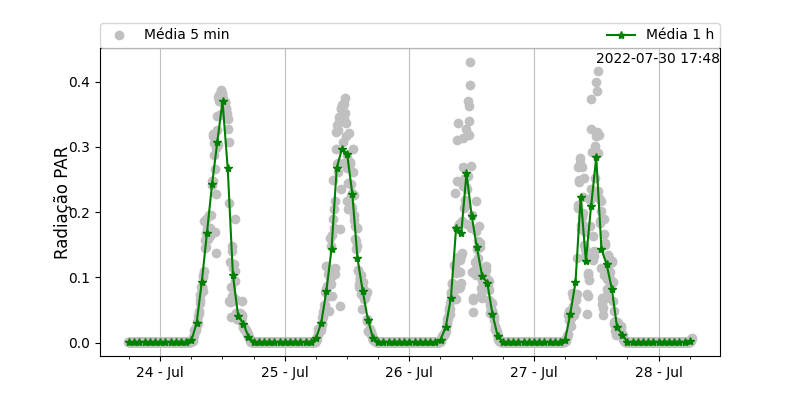 Média 5 min
Média 1 h
2022-07-30 17:48
Radiação PAR
0.4
0.3
0.2
0.1
0.0
24 - Jul
25 - Jul
26 - Jul
27 - Jul
28 - Jul